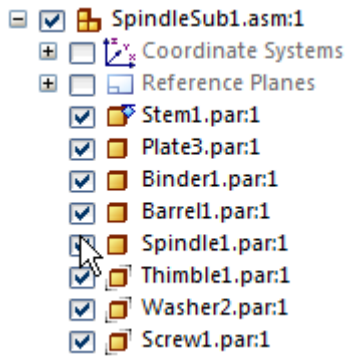 SpindleSub1.asm:1
Coordinate Systems
Reference Planes
Stem1.par:1
Plate3.par:1
Binder1.par:1
Barrel1.par:1
Spindle1.par:1
Thimble1.par:1
Washer2.par:1
Screw1.par:1